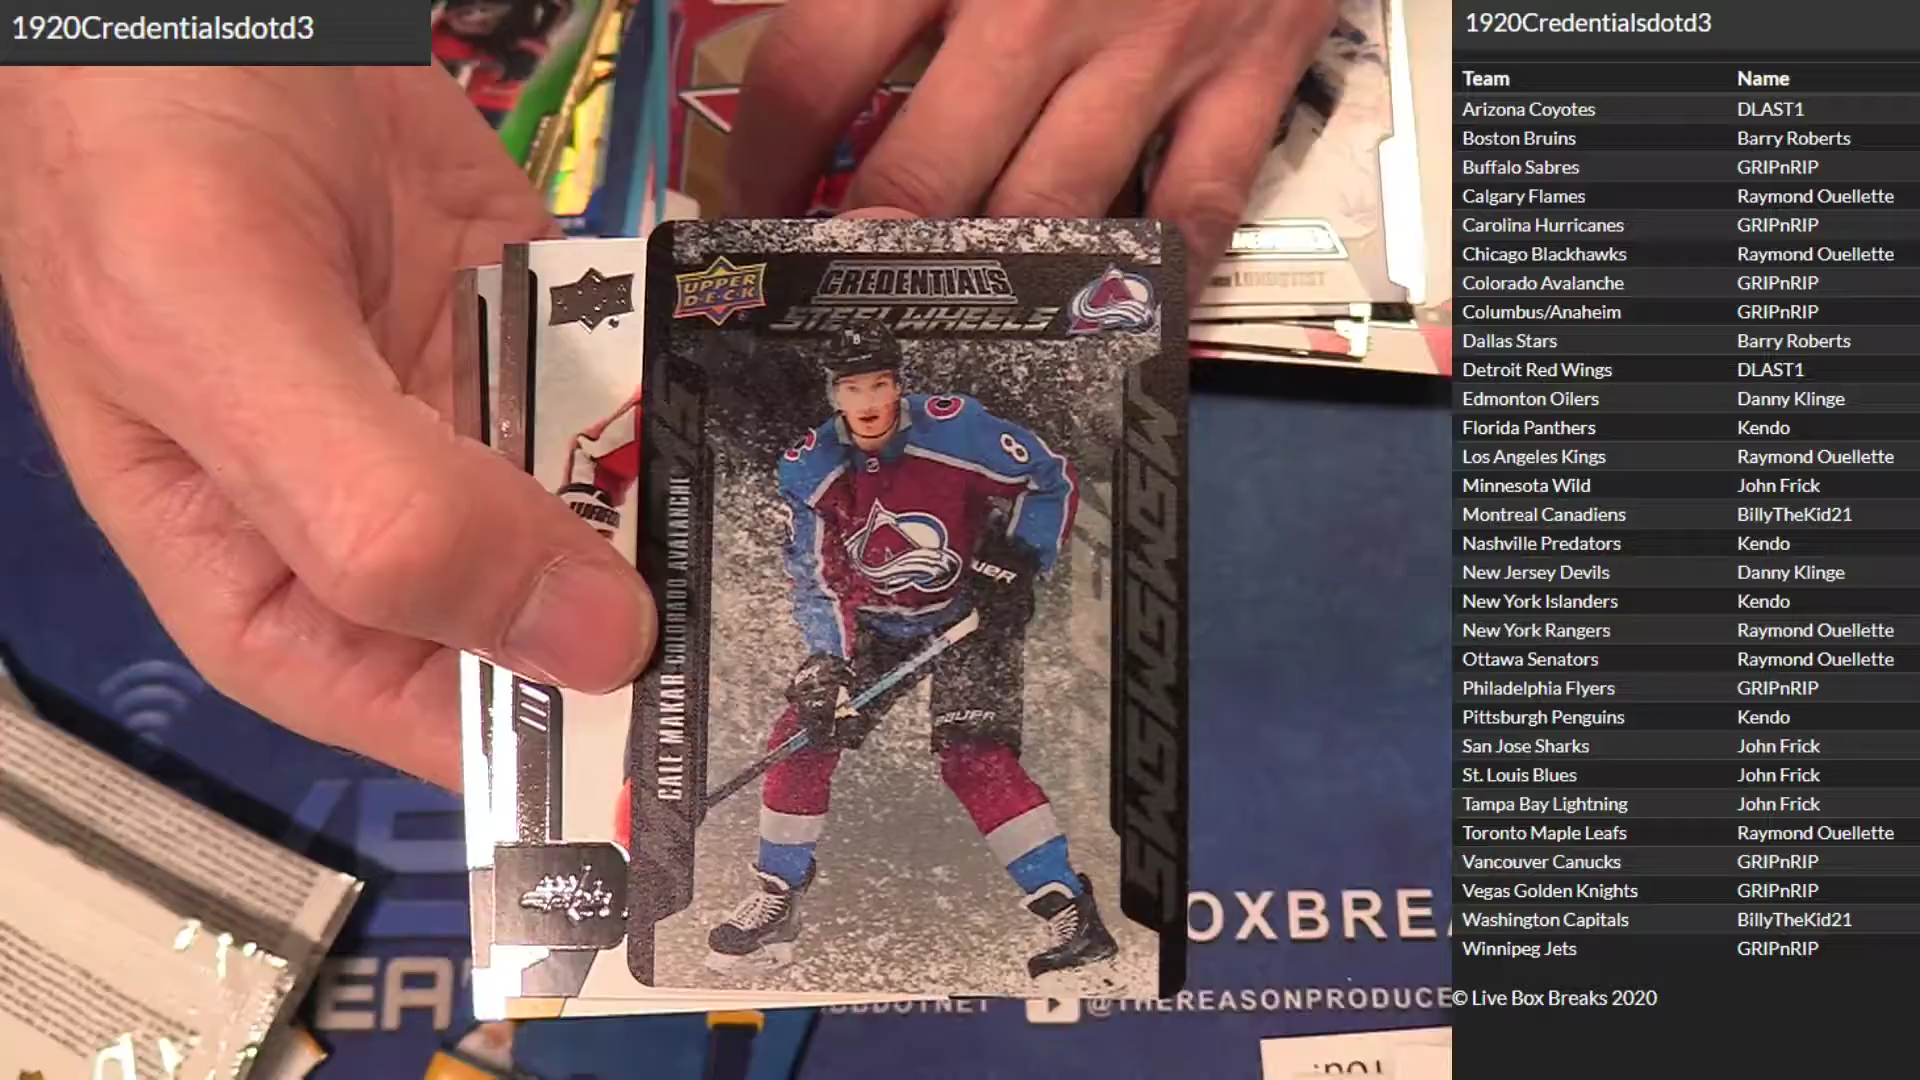 1920Credentialsdotd3
UPPER
DECK
CREDENTIALS
STEEL WHEELS
8
8
CALE MAKAR COLORADO AVALANCHE
BAUER
LUNDQVIST
OXBREA
@THEREASONPRODUCE
1920Credentialsdotd3
Team Name
Arizona Coyotes DLAST1
Boston Bruins Barry Roberts
Buffalo Sabres GRIPnRIP
Calgary Flames Raymond Ouellette
Carolina Hurricanes GRIPnRIP
Chicago Blackhawks Raymond Ouellette
Colorado Avalanche GRIPnRIP
Columbus/Anaheim GRIPnRIP
Dallas Stars Barry Roberts
Detroit Red Wings DLAST1
Edmonton Oilers Danny Klinge
Florida Panthers Kendo
Los Angeles Kings Raymond Ouellette
Minnesota Wild John Frick
Montreal Canadiens BillyTheKid21
Nashville Predators Kendo
New Jersey Devils Danny Klinge
New York Islanders Kendo
New York Rangers Raymond Ouellette
Ottawa Senators Raymond Ouellette
Philadelphia Flyers GRIPnRIP
Pittsburgh Penguins Kendo
San Jose Sharks John Frick
St. Louis Blues John Frick
Tampa Bay Lightning John Frick
Toronto Maple Leafs Raymond Ouellette
Vancouver Canucks GRIPnRIP
Vegas Golden Knights GRIPnRIP
Washington Capitals BillyTheKid21
Winnipeg Jets GRIPnRIP
© Live Box Breaks 2020